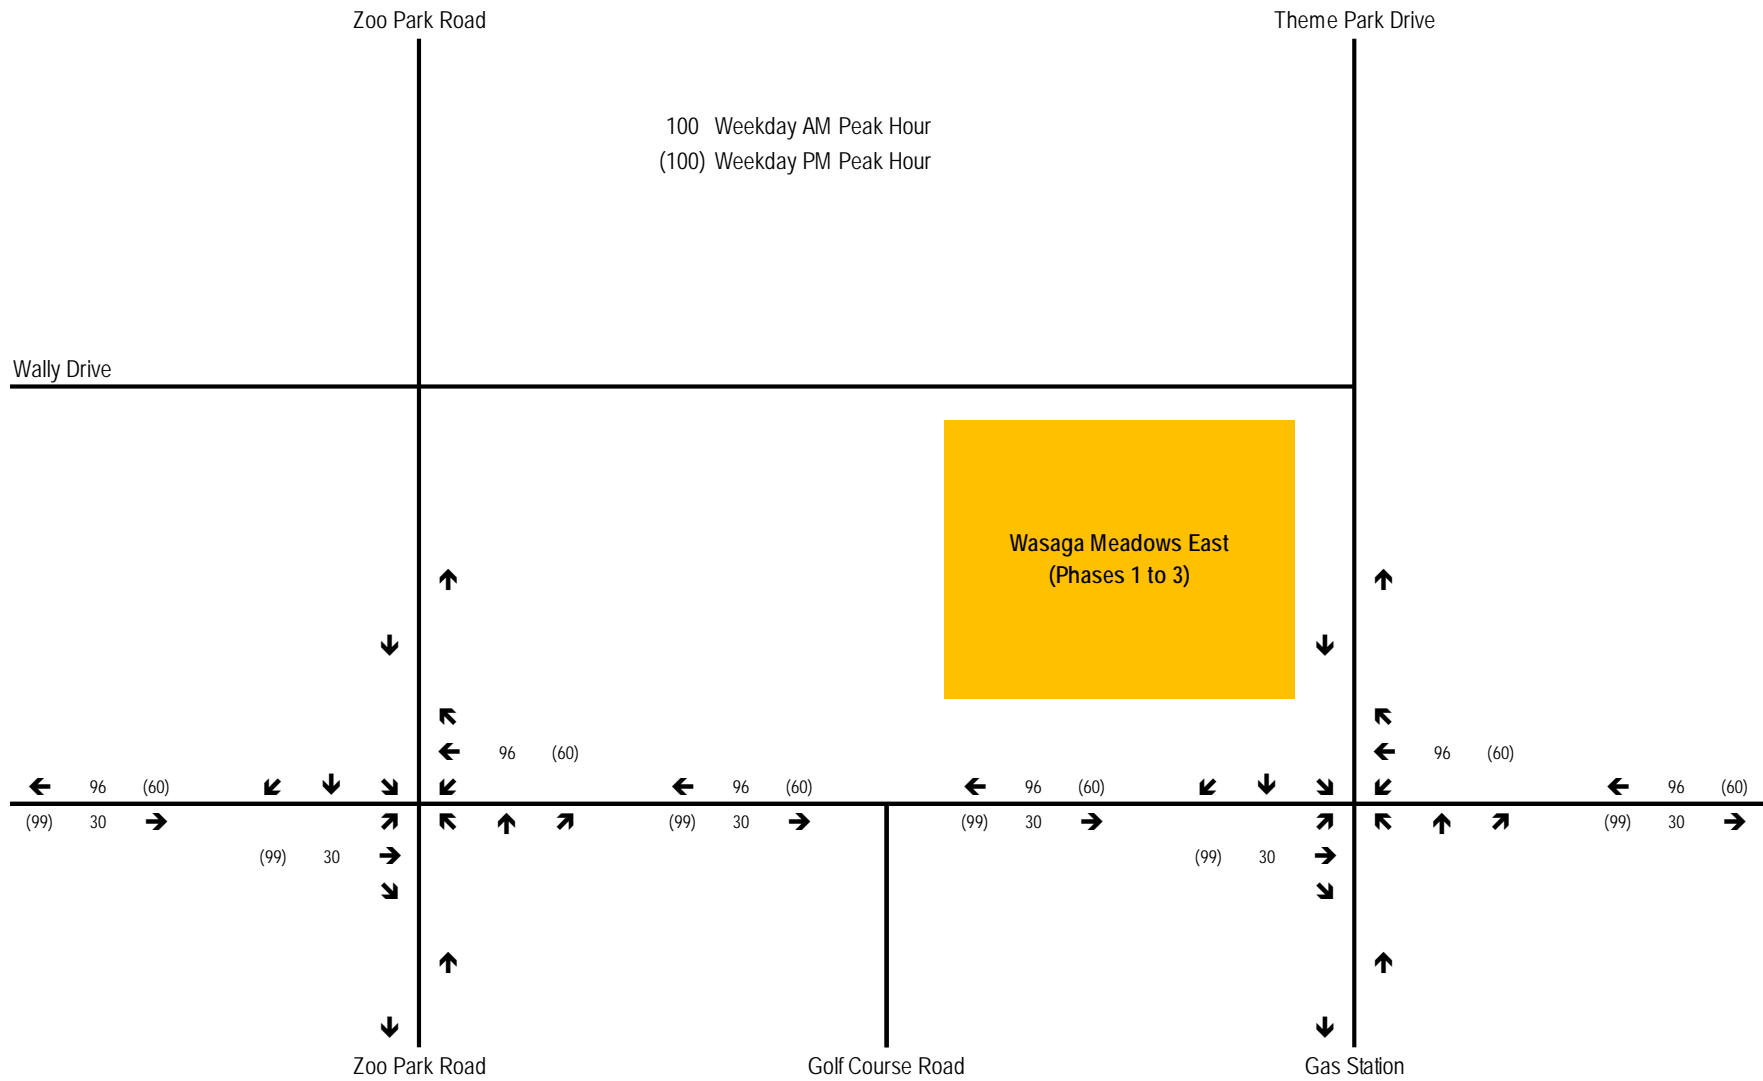 Zoo Park Road
Theme Park Drive
100 Weekday AM Peak Hour
(100) Weekday PM Peak Hour
Wally Drive
Wasaga Meadows East
(Phases 1 to 3)
96 (60)
96 (60)
96 (60)
96 (60)
96 (60)
96 (60)
(99) 30
(99) 30
(99) 30
(99) 30
(99) 30
(99) 30
Zoo Park Road
Golf Course Road
Gas Station